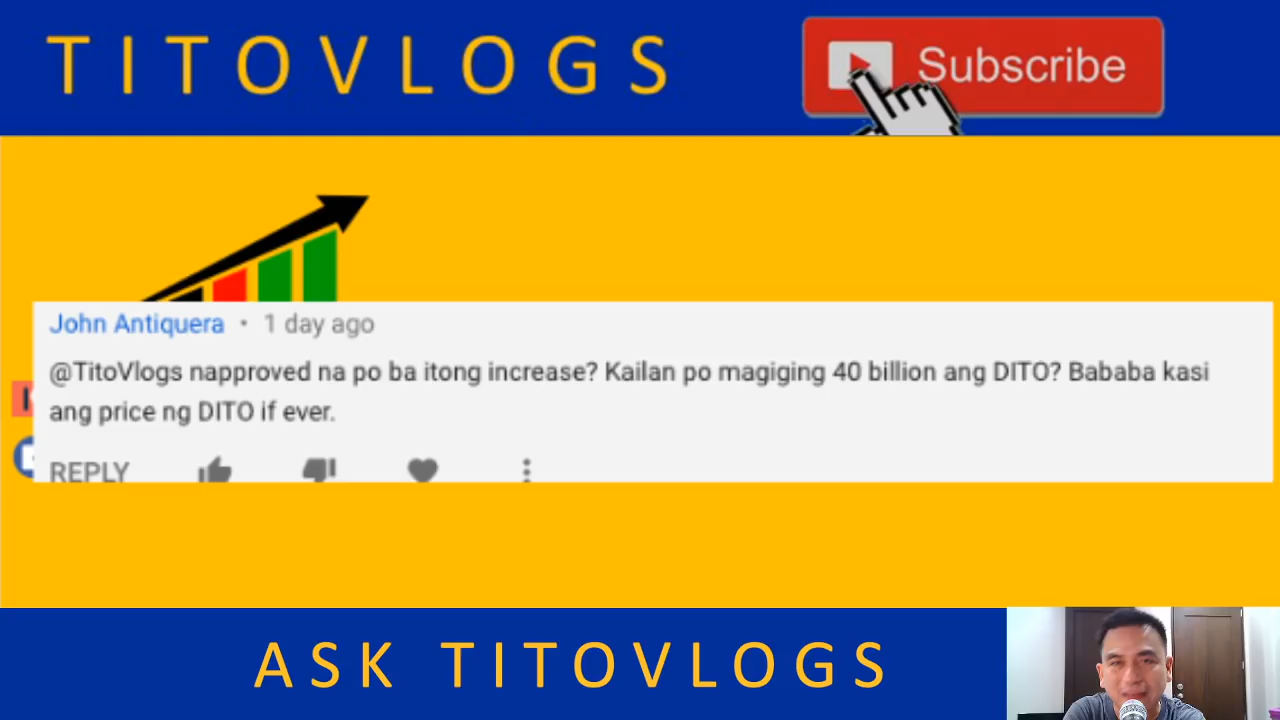 TITOVLOGS
Subscribe
John Antiquera • 1 day ago
@TitoVlogs napproved na po ba itong increase? Kailan po magiging 40 billion ang DITO? Bababa kasi
ang price ng DITO if ever.
REPLY
ASK TITOVLOGS